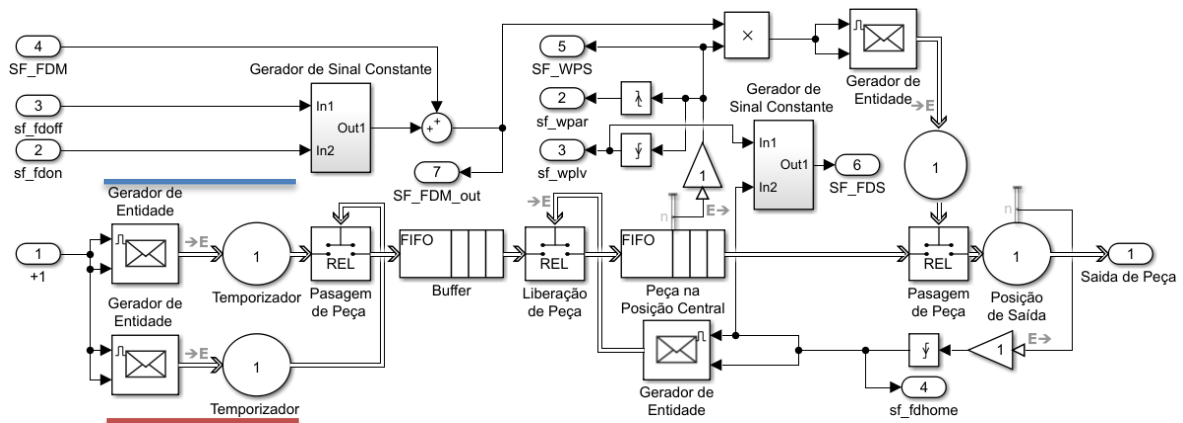 4
SF_FDM
3
sf_fdoff
2
sf_fdon
Gerador de Sinal Constante
In1
In2
Out1
+
+
7
SF_FDM_out
5
SF_WPS
2
sf_wpar
3
sf_wplv
1
×
Gerador de
Sinal Constante
In1
In2
Out1
6
SF_FDS
Gerador de
Entidade
→E
1
1
+1
Gerador de
Entidade
→E
1
Temporizador
REL
Pasagem
de Peça
FIFO
Buffer
→E
REL
Liberação
de Peça
FIFO
n
E→
Peça na
Posição Central
REL
Pasagem
de Peça
n
1
Posição
de Saída
1
Saida de Peça
Gerador de
Entidade
→E
1
Temporizador
Gerador de
Entidade
1
E→
4
sf_fdhome